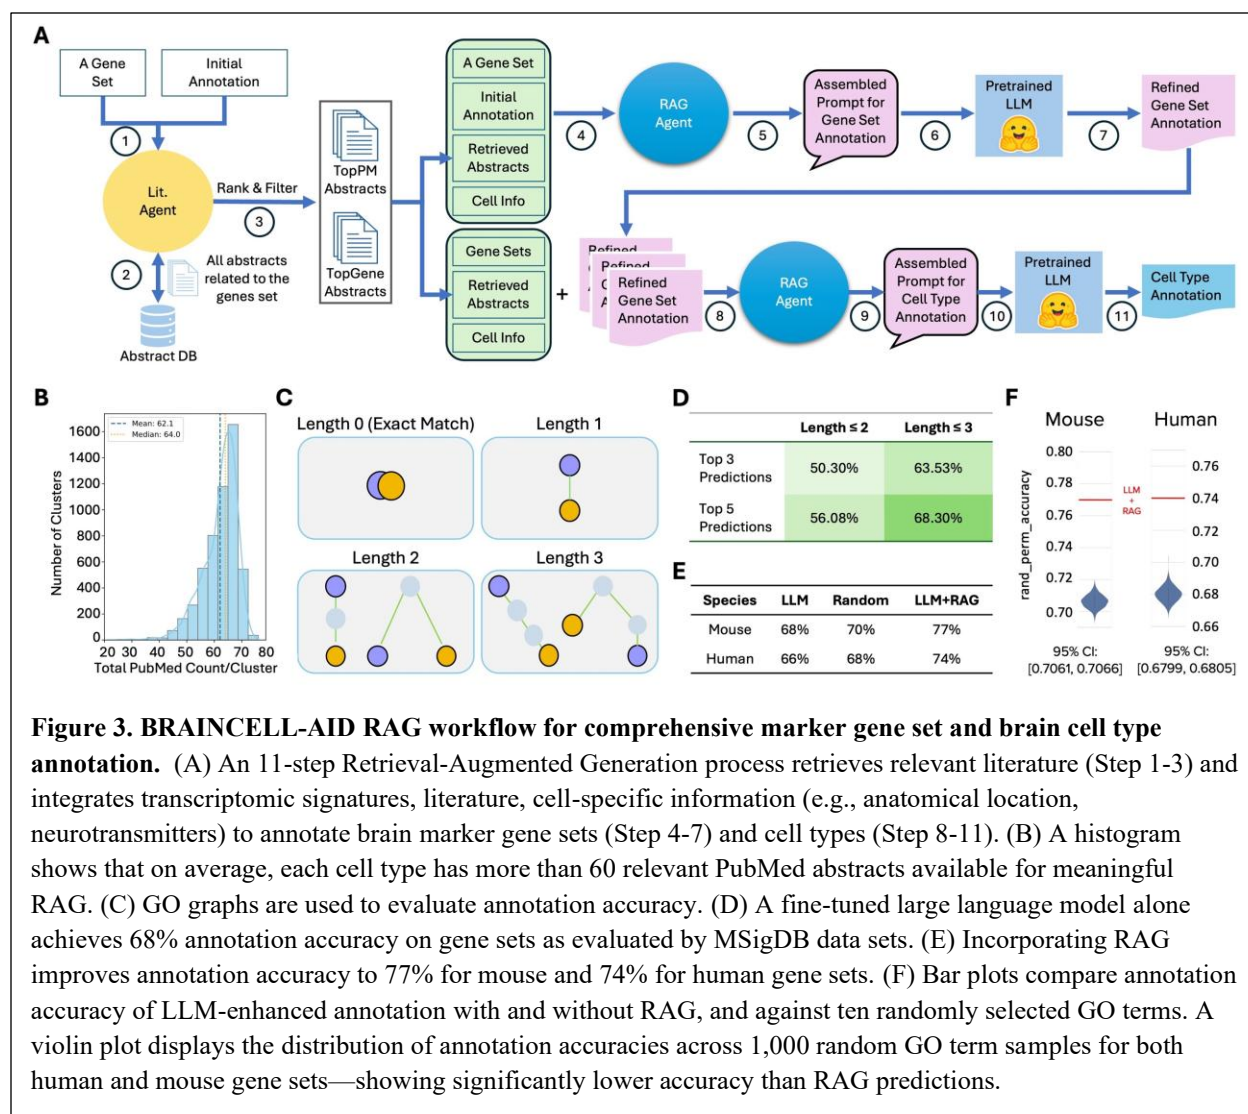 A
A Gene
Set
Initial
Annotation
1
Lit.
Agent
2
All abstracts
related to the
genes set
Abstract DB
Rank & Filter
3
TopPM
Abstracts
TopGene
Abstracts
A Gene Set
Initial
Annotation
Retrieved
Abstracts
Cell Info
4
RAG
Agent
5
Assembled
Prompt for
Gene Set
Annotation
6
Pretrained
LLM
7
Refined
Gene Set
Annotation
Gene Sets
Retrieved
Abstracts
Cell Info
+
Refined
Refined
Refined
Gene Set
Annotation
8
RAG
Agent
9
Assembled
Prompt for
Cell Type
Annotation
10
Pretrained
LLM
11
Cell Type
Annotation
B
Mean: 62.1
Median: 64.0
Number of Clusters
1600
1400
1200
1000
800
600
400
200
0
20 30 40 50 60 70 80
Total PubMed Count/Cluster
C
Length 0 (Exact Match)
Length 1
Length 2
Length 3
D
Length ≤ 2 Length ≤ 3
Top 3
Predictions
50.30% 63.53%
Top 5
Predictions
56.08% 68.30%
E
Species LLM Random LLM+RAG
Mouse 68% 70% 77%
Human 66% 68% 74%
F
Mouse
rand_perm_accuracy
0.80
0.78
0.76
0.74
0.72
0.70
LLM
+
RAG
95% CI:
[0.7061, 0.7066]
Human
0.76
0.74
0.72
0.70
0.68
0.66
95% CI:
[0.6799, 0.6805]
Figure 3. BRAINCELL-AID RAG workflow for comprehensive marker gene set and brain cell type
annotation. (A) An 11-step Retrieval-Augmented Generation process retrieves relevant literature (Step 1-3) and
integrates transcriptomic signatures, literature, cell-specific information (e.g., anatomical location,
neurotransmitters) to annotate brain marker gene sets (Step 4-7) and cell types (Step 8-11). (B) A histogram
shows that on average, each cell type has more than 60 relevant PubMed abstracts available for meaningful
RAG. (C) GO graphs are used to evaluate annotation accuracy. (D) A fine-tuned large language model alone
achieves 68% annotation accuracy on gene sets as evaluated by MSigDB data sets. (E) Incorporating RAG
improves annotation accuracy to 77% for mouse and 74% for human gene sets. (F) Bar plots compare annotation
accuracy of LLM-enhanced annotation with and without RAG, and against ten randomly selected GO terms. A
violin plot displays the distribution of annotation accuracies across 1,000 random GO term samples for both
human and mouse gene sets—showing significantly lower accuracy than RAG predictions.